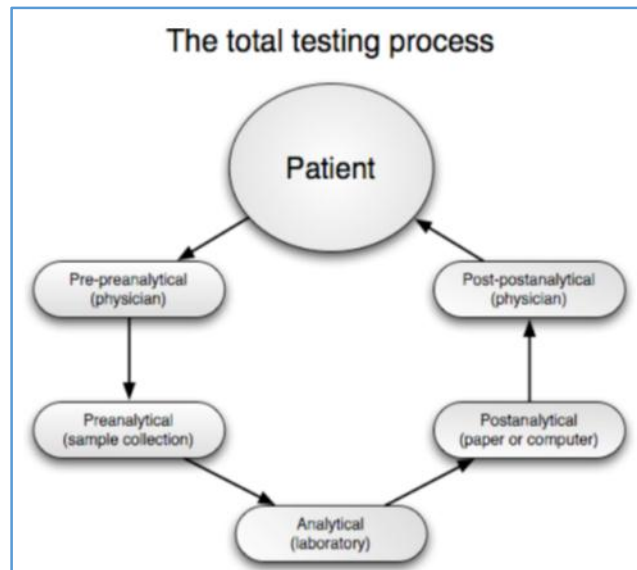 The total testing process
Patient
Pre-preanalytical
(physician)
Post-postanalytical
(physician)
Preanalytical
(sample collection)
Postanalytical
(paper or computer)
Analytical
(laboratory)